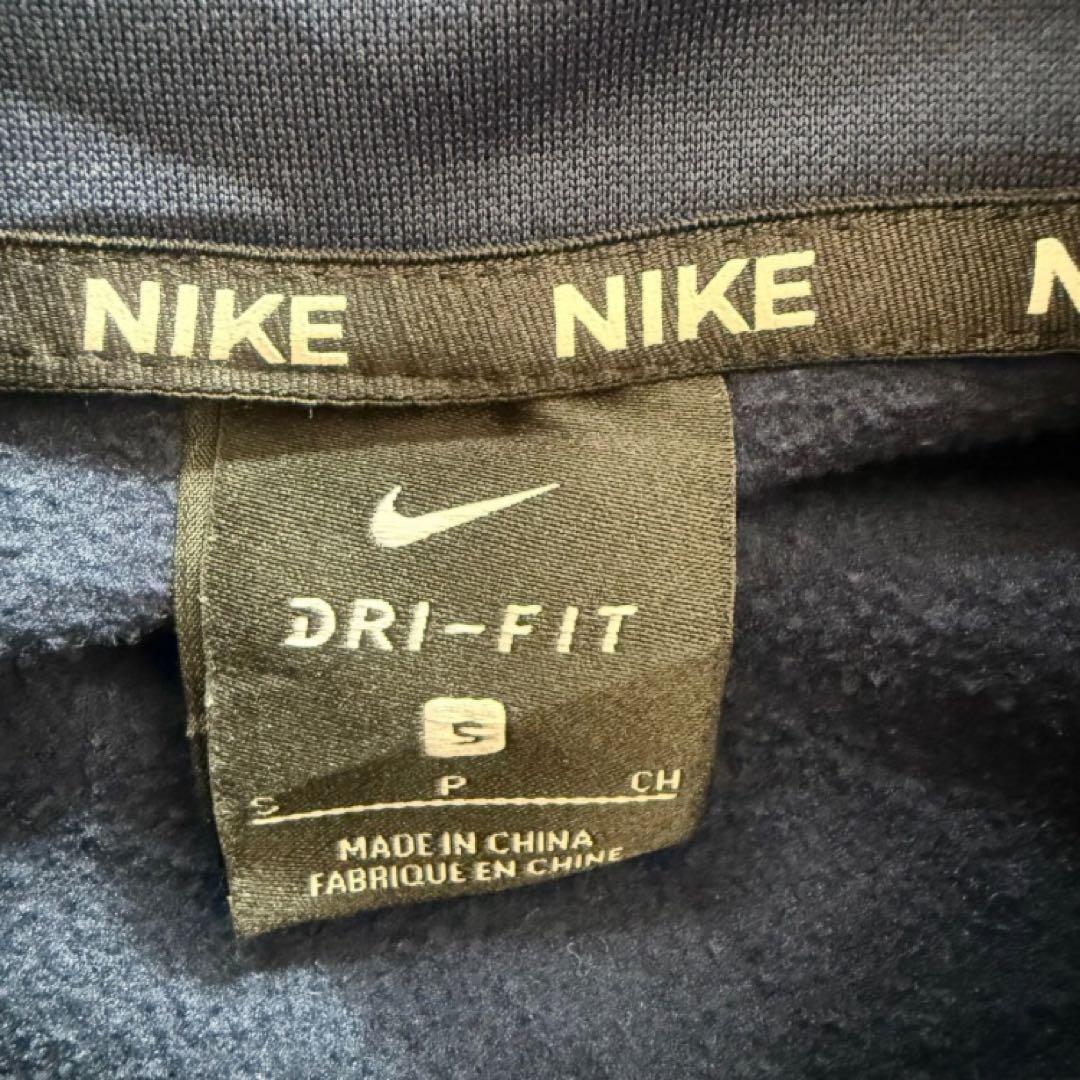 NIKE NIKE N
DRI-FIT
S
S P CH
MADE IN CHINA
FABRIQUE EN CHINE